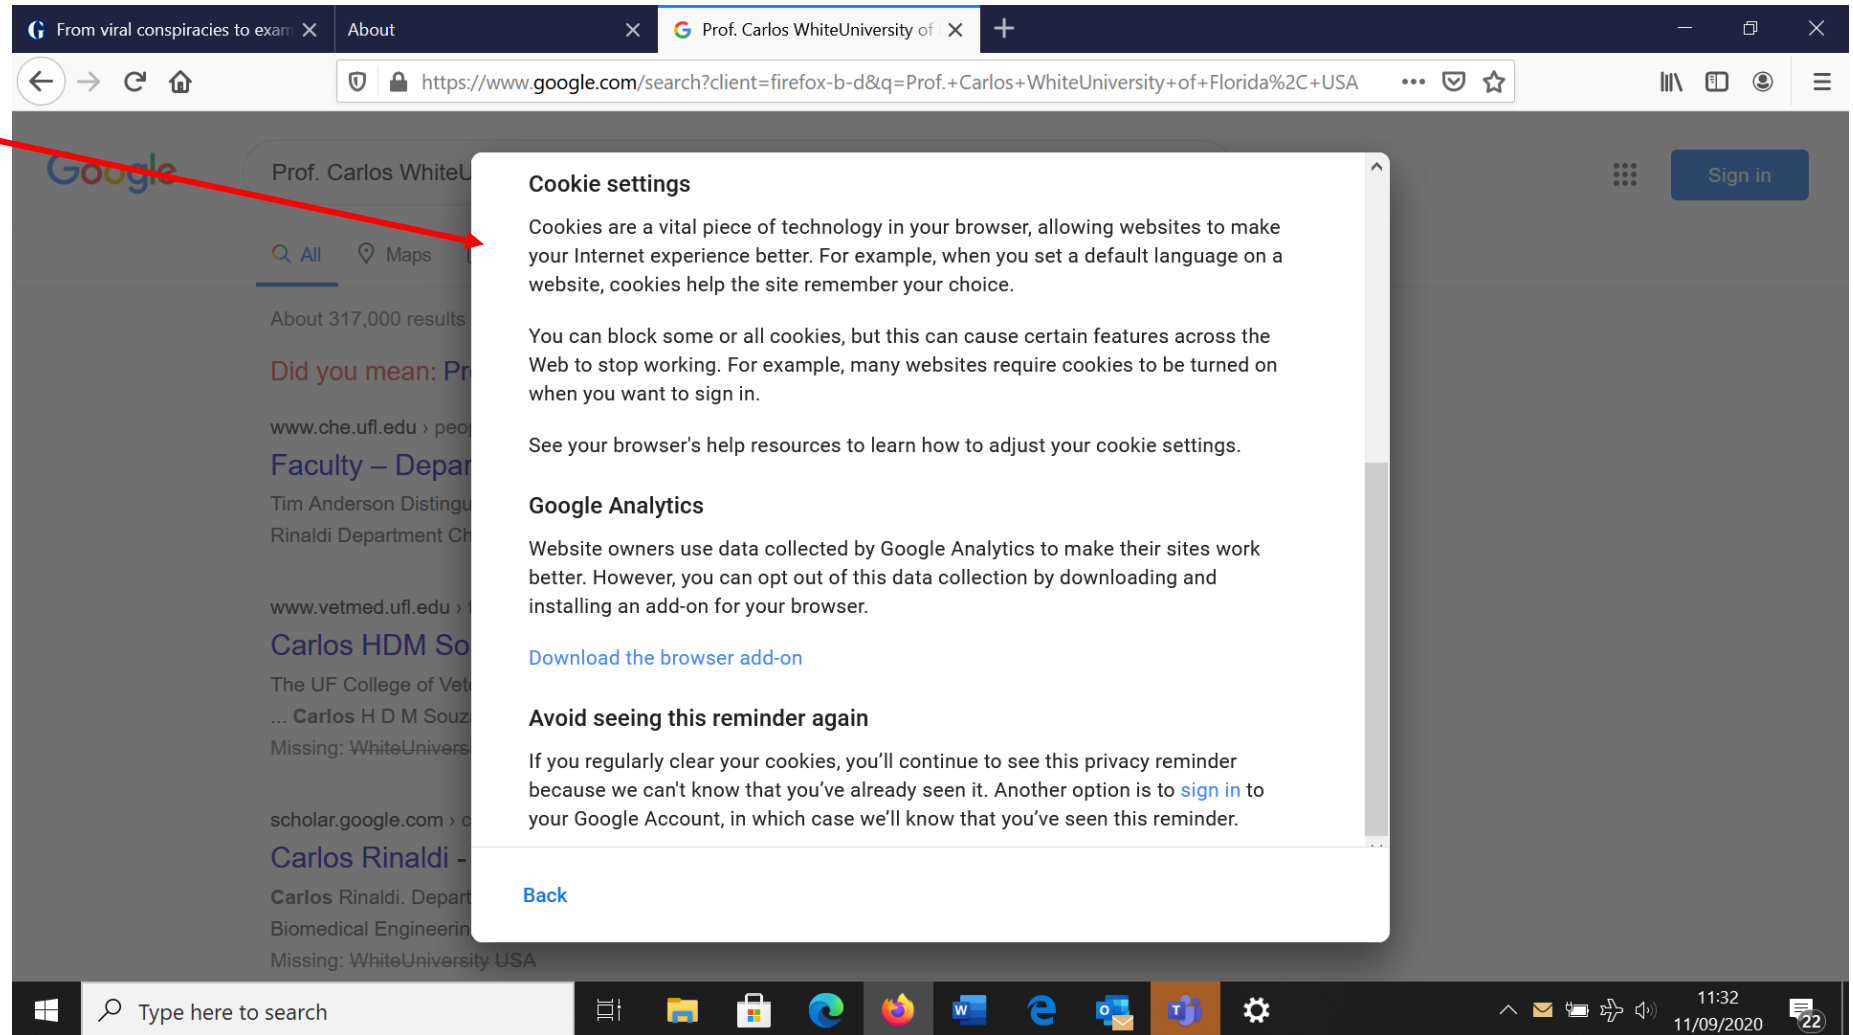 From viral conspiracies to exam
About
Prof. Carlos WhiteUniversity of
https://www.google.com/search?client=firefox-b-d&q=Prof.+Carlos+WhiteUniversity+of+Florida%2C+USA
Google
Prof. Carlos WhiteU
Sign in
All
Maps
About 317,000 results
Did you mean: Pr
www.che.ufl.edu › peo
Faculty – Depar
Tim Anderson Distingu
Rinaldi Department Ch
www.vetmed.ufl.edu ›
Carlos HDM So
The UF College of Vet
... Carlos H D M Souz
Missing: WhiteUniversi
scholar.google.com › c
Carlos Rinaldi -
Carlos Rinaldi. Depart
Biomedical Engineerin
Missing: WhiteUniversity USA
Cookie settings
Cookies are a vital piece of technology in your browser, allowing websites to make
your Internet experience better. For example, when you set a default language on a
website, cookies help the site remember your choice.
You can block some or all cookies, but this can cause certain features across the
Web to stop working. For example, many websites require cookies to be turned on
when you want to sign in.
See your browser's help resources to learn how to adjust your cookie settings.
Google Analytics
Website owners use data collected by Google Analytics to make their sites work
better. However, you can opt out of this data collection by downloading and
installing an add-on for your browser.
Download the browser add-on
Avoid seeing this reminder again
If you regularly clear your cookies, you’ll continue to see this privacy reminder
because we can't know that you’ve already seen it. Another option is to sign in to
your Google Account, in which case we’ll know that you’ve seen this reminder.
Back
Type here to search
11:32
11/09/2020
22